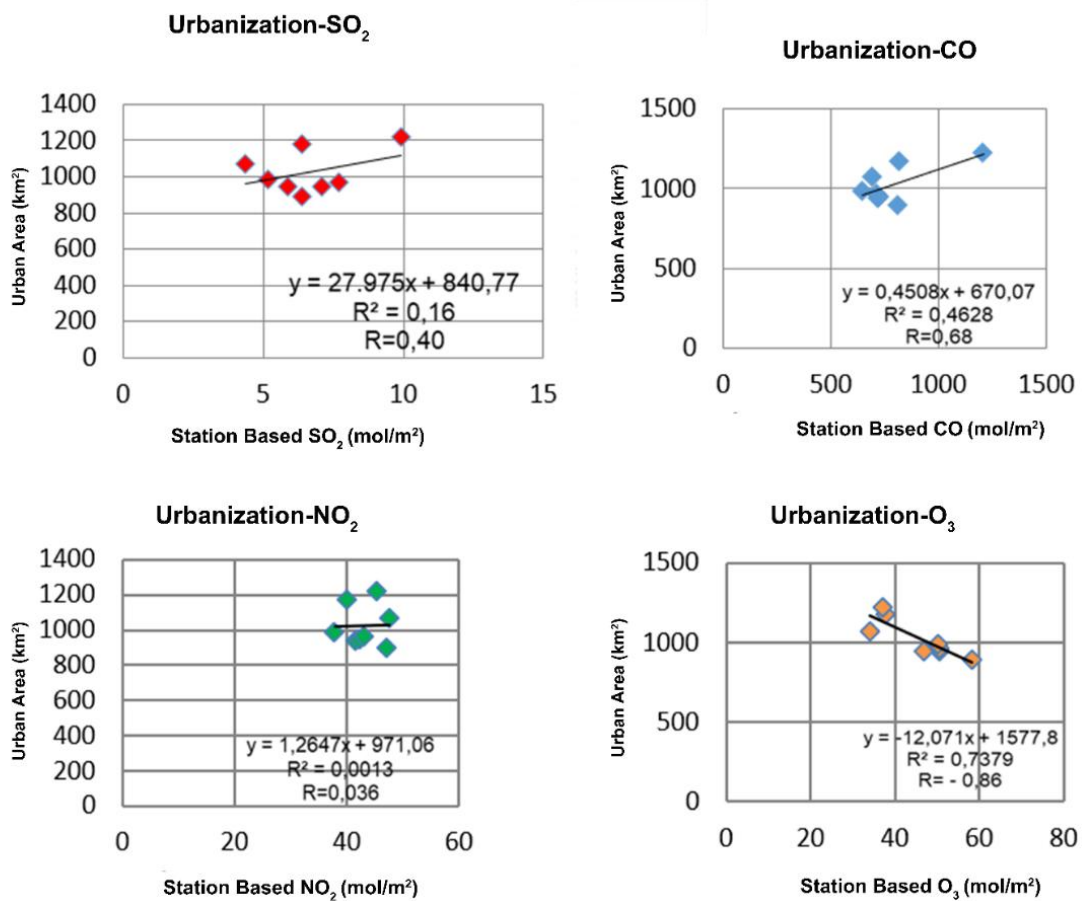 Urbanization-SO₂
Urban Area (km²)
1400
1200
1000
800
600
400
200
0
0 5 10 15
y = 27.975x + 840,77
R² = 0,16
R=0,40
Station Based SO₂ (mol/m²)
Urbanization-CO
Urban Area (km²)
1500
1000
500
0
0 500 1000 1500
y = 0,4508x + 670,07
R² = 0,4628
R=0,68
Station Based CO (mol/m²)
Urbanization-NO₂
Urban Area (km²)
1400
1200
1000
800
600
400
200
0
0 20 40 60
y = 1,2647x + 971,06
R² = 0,0013
R=0,036
Station Based NO₂ (mol/m²)
Urbanization-O₃
Urban Area (km²)
1500
1000
500
0
0 20 40 60 80
y = -12,071x + 1577,8
R² = 0,7379
R= - 0,86
Station Based O₃ (mol/m²)